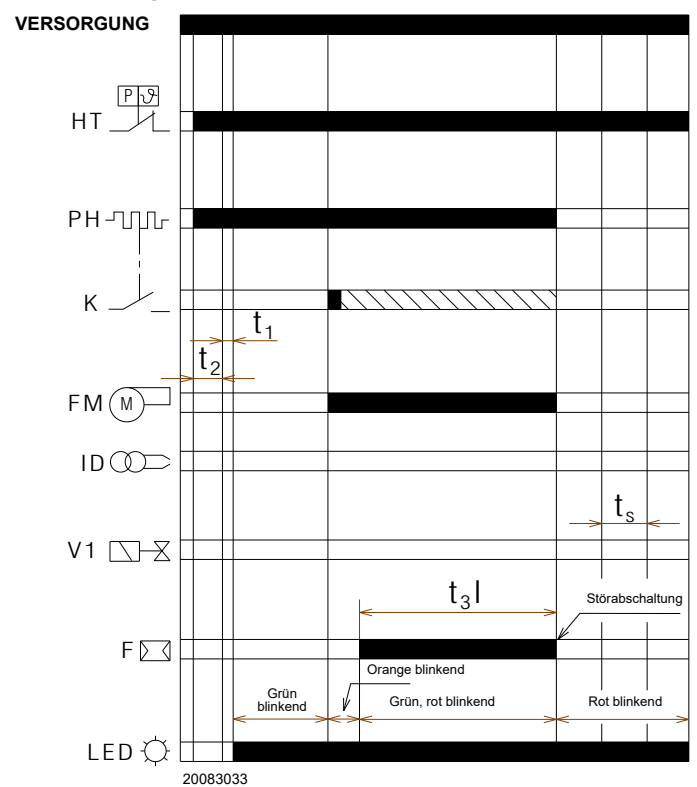 VERSORGUNG
P ϑ
HT
PH
K
t1
t2
FM M
ID
ts
V1
t3l
Störabschaltung
F
Orange blinkend
Grün
blinkend
Grün, rot blinkend
Rot blinkend
LED
20083033